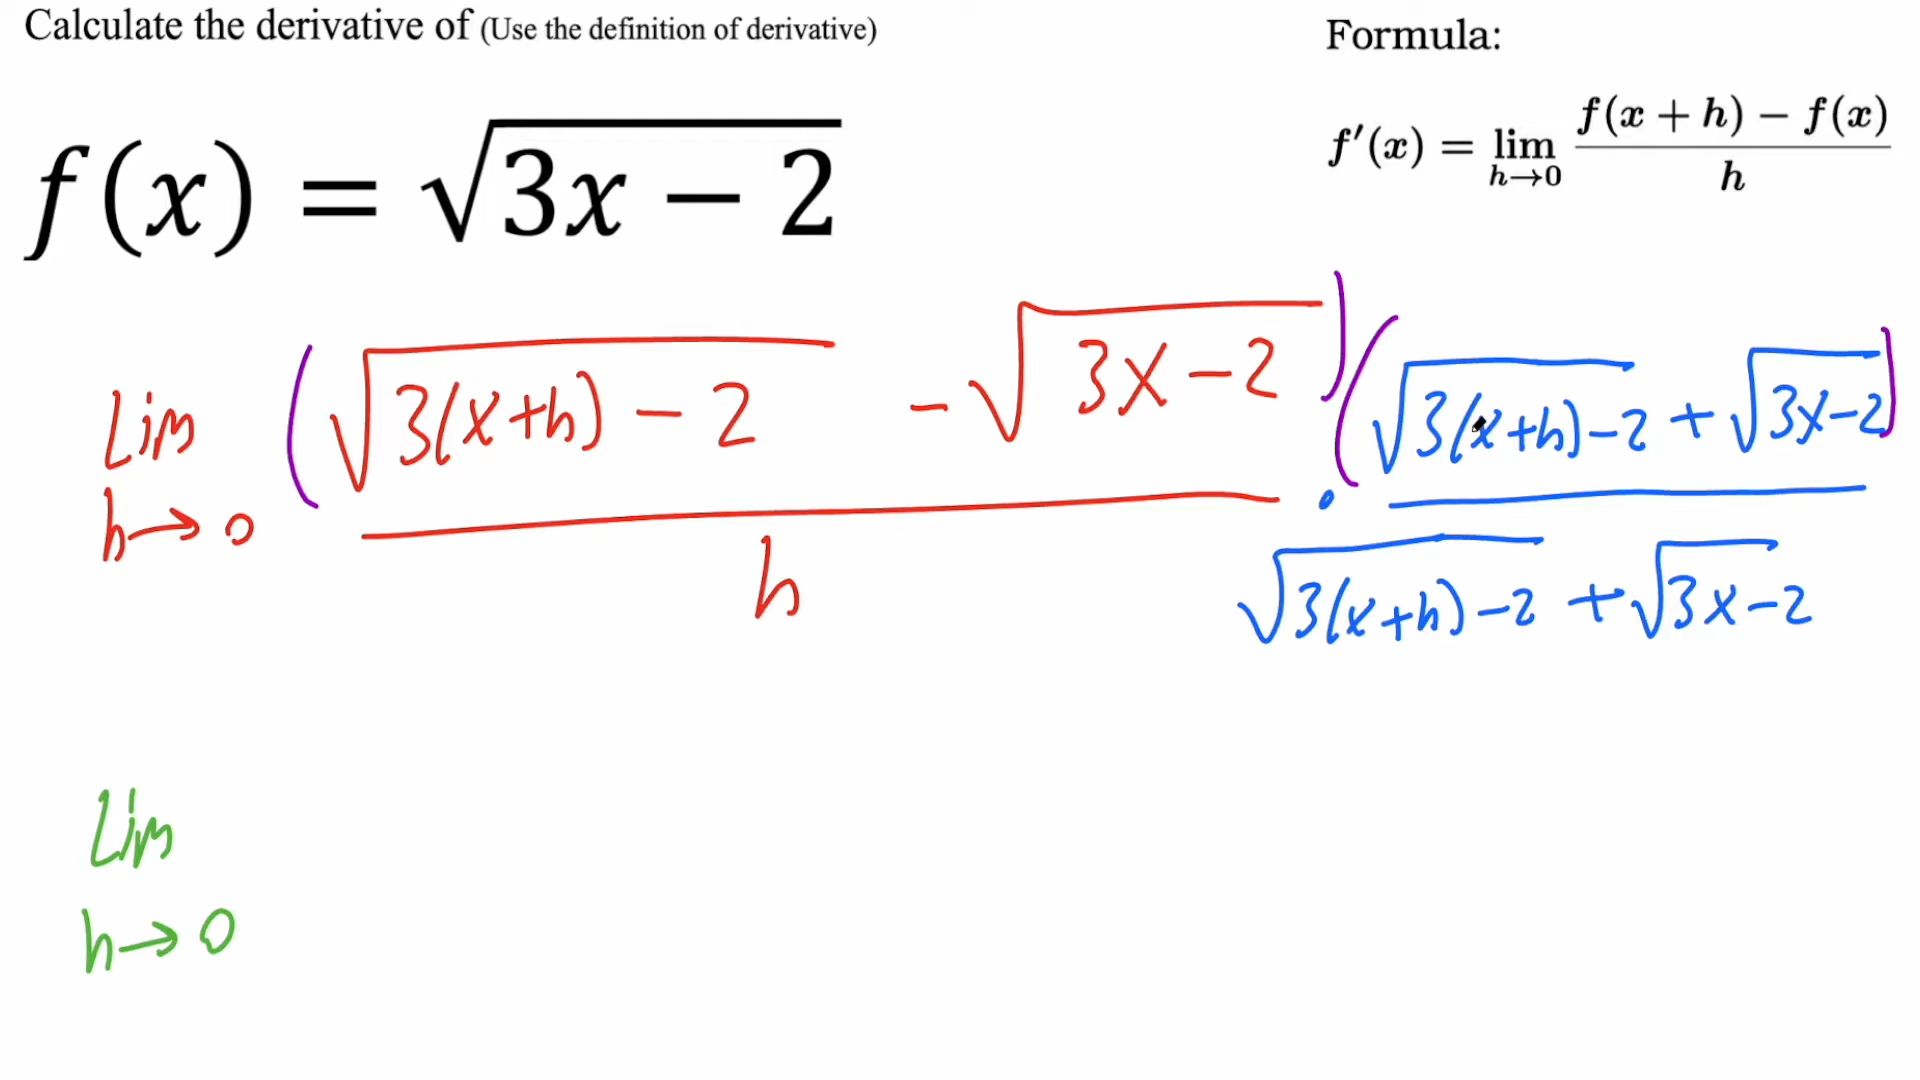 Calculate the derivative of (Use the definition of derivative)
Formula:
f(x) = √(3x − 2)
f′(x) = lim h→0 (f(x + h) − f(x)) / h
Lim h→0 (√(3(x+h) − 2) − √(3x − 2)) / h · (√(3(x+h) − 2) + √(3x − 2)) / (√(3(x+h) − 2) + √(3x − 2))
Lim
h→0